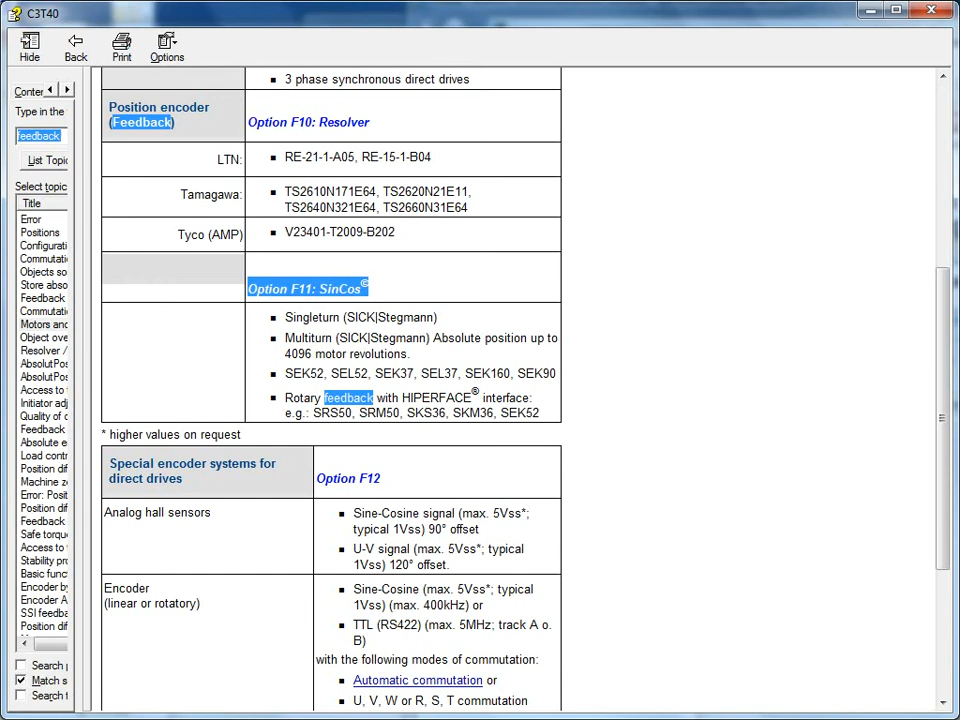 C3T40
Hide
Back
Print
Options
Conter
Type in the
feedback
List Topic
Select topic
Title
Error
Positions
Configurati
Commutati
Objects so
Store abso
Feedback
Commutati
Motors and
Object ove
Resolver /
AbsolutPos
AbsolutPos
Access to
Initiator adj
Quality of c
Feedback
Absolute e
Load contr
Position dif
Machine z
Error: Posit
Position dif
Feedback
Safe torqu
Access to
Stability pro
Basic funct
Encoder by
Encoder A
SSI feedba
Position dif
Search p
Match s
Search f
3 phase synchronous direct drives
Position encoder
(Feedback)
Option F10: Resolver
LTN:
RE-21-1-A05, RE-15-1-B04
Tamagawa:
TS2610N171E64, TS2620N21E11,
TS2640N321E64, TS2660N31E64
Tyco (AMP)
V23401-T2009-B202
Option F11: SinCos©
Singleturn (SICK|Stegmann)
Multiturn (SICK|Stegmann) Absolute position up to
4096 motor revolutions.
SEK52, SEL52, SEK37, SEL37, SEK160, SEK90
Rotary feedback with HIPERFACE® interface:
e.g.: SRS50, SRM50, SKS36, SKM36, SEK52
* higher values on request
Special encoder systems for
direct drives
Option F12
Analog hall sensors
Sine-Cosine signal (max. 5Vss*;
typical 1Vss) 90° offset
U-V signal (max. 5Vss*; typical
1Vss) 120° offset.
Encoder
(linear or rotatory)
Sine-Cosine (max. 5Vss*; typical
1Vss) (max. 400kHz) or
TTL (RS422) (max. 5MHz; track A o.
B)
with the following modes of commutation:
Automatic commutation or
U, V, W or R, S, T commutation